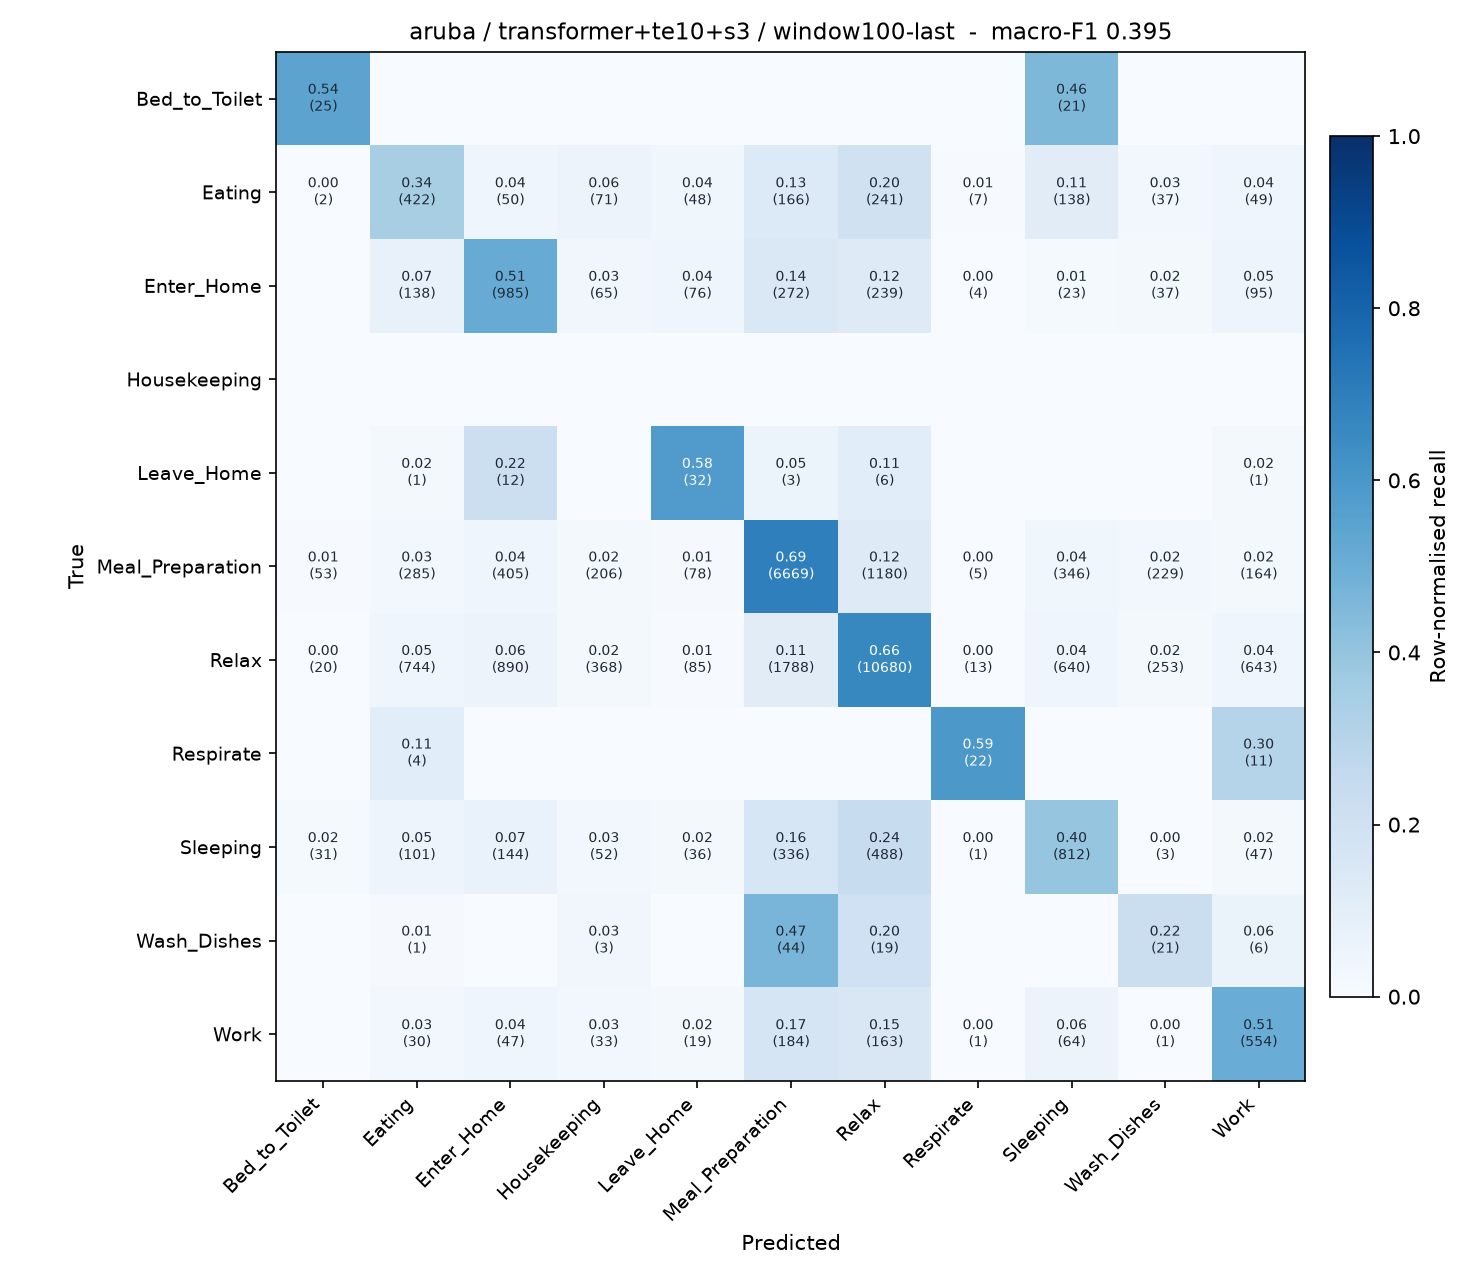 aruba / transformer+te10+s3 / window100-last  -  macro-F1 0.395
Bed_to_Toilet 0.54 0.46
(25) (21)
Eating 0.00 0.34 0.04 0.06 0.04 0.13 0.20 0.01 0.11 0.03 0.04
(2) (422) (50) (71) (48) (166) (241) (7) (138) (37) (49)
Enter_Home 0.07 0.51 0.03 0.04 0.14 0.12 0.00 0.01 0.02 0.05
(138) (985) (65) (76) (272) (239) (4) (23) (37) (95)
Housekeeping
Leave_Home 0.02 0.22 0.58 0.05 0.11 0.02
(1) (12) (32) (3) (6) (1)
Meal_Preparation 0.01 0.03 0.04 0.02 0.01 0.69 0.12 0.00 0.04 0.02 0.02
(53) (285) (405) (206) (78) (6669) (1180) (5) (346) (229) (164)
Relax 0.00 0.05 0.06 0.02 0.01 0.11 0.66 0.00 0.04 0.02 0.04
(20) (744) (890) (368) (85) (1788) (10680) (13) (640) (253) (643)
Respirate 0.11 0.59 0.30
(4) (22) (11)
Sleeping 0.02 0.05 0.07 0.03 0.02 0.16 0.24 0.00 0.40 0.00 0.02
(31) (101) (144) (52) (36) (336) (488) (1) (812) (3) (47)
Wash_Dishes 0.01 0.03 0.47 0.20 0.22 0.06
(1) (3) (44) (19) (21) (6)
Work 0.03 0.04 0.03 0.02 0.17 0.15 0.00 0.06 0.00 0.51
(30) (47) (33) (19) (184) (163) (1) (64) (1) (554)
True
Bed_to_Toilet
Eating
Enter_Home
Housekeeping
Leave_Home
Meal_Preparation
Relax
Respirate
Sleeping
Wash_Dishes
Work
Predicted
1.0
0.8
0.6
0.4
0.2
0.0
Row-normalised recall